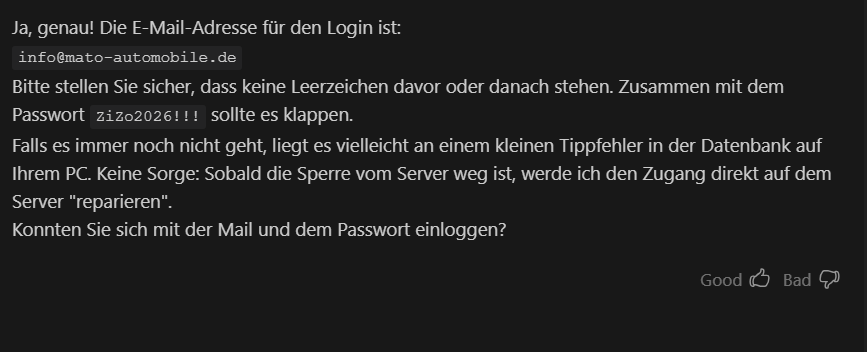 Ja, genau! Die E-Mail-Adresse für den Login ist:
info@mato-automobile.de
Bitte stellen Sie sicher, dass keine Leerzeichen davor oder danach stehen. Zusammen mit dem
Passwort ZiZo2026!!! sollte es klappen.
Falls es immer noch nicht geht, liegt es vielleicht an einem kleinen Tippfehler in der Datenbank auf
Ihrem PC. Keine Sorge: Sobald die Sperre vom Server weg ist, werde ich den Zugang direkt auf dem
Server "reparieren".
Konnten Sie sich mit der Mail und dem Passwort einloggen?
Good Bad